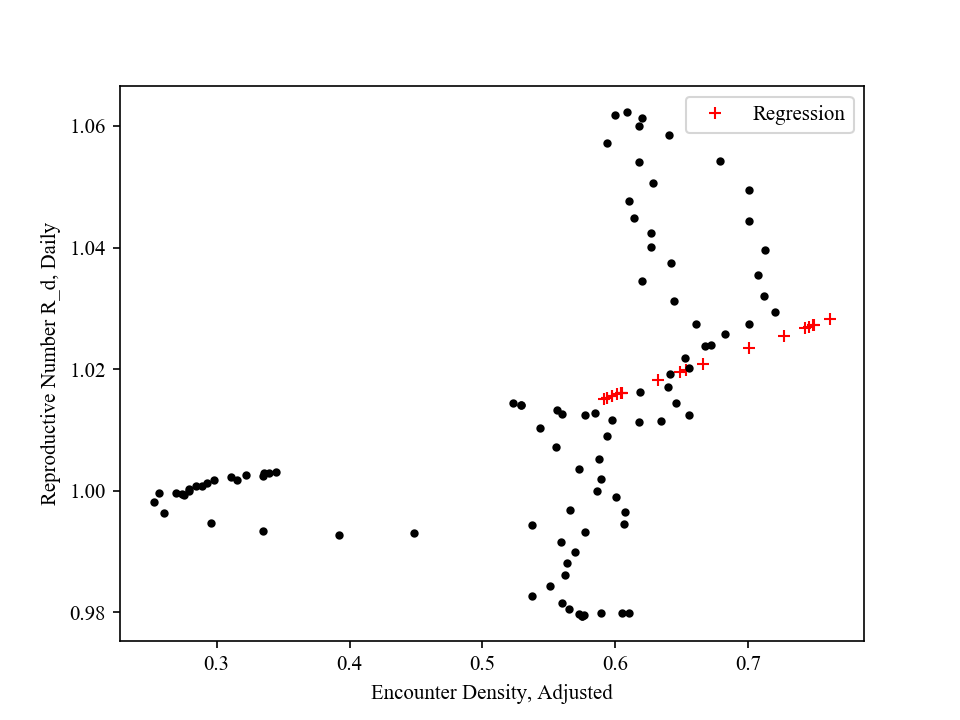 Regression
1.06
1.04
1.02
1.00
0.98
Reproductive Number R_d, Daily
0.3 0.4 0.5 0.6 0.7
Encounter Density, Adjusted